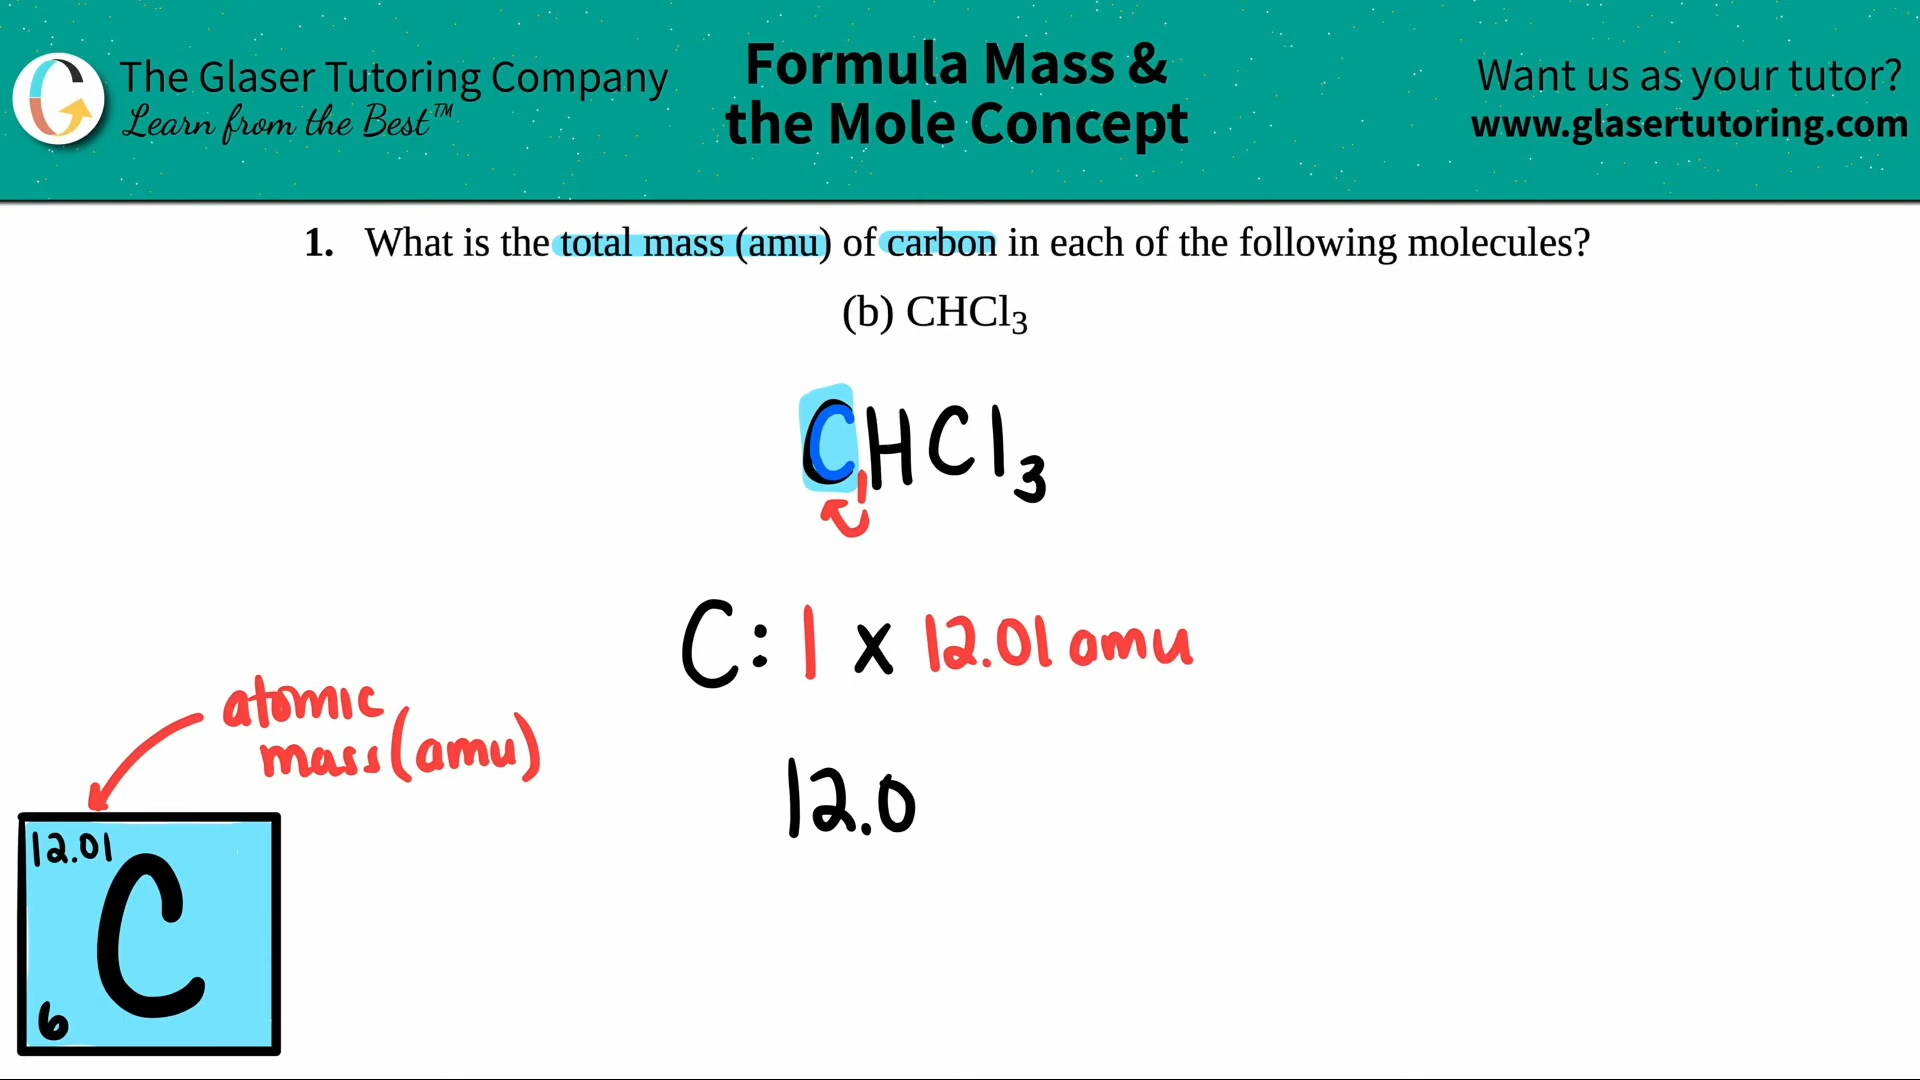 The Glaser Tutoring Company
Learn from the Best™
Formula Mass &
the Mole Concept
Want us as your tutor?
www.glasertutoring.com
1. What is the total mass (amu) of carbon in each of the following molecules?
(b) CHCl₃
CHCl₃
1
C: 1 x 12.01 amu
atomic
mass (amu)
12.0
12.01
C
6